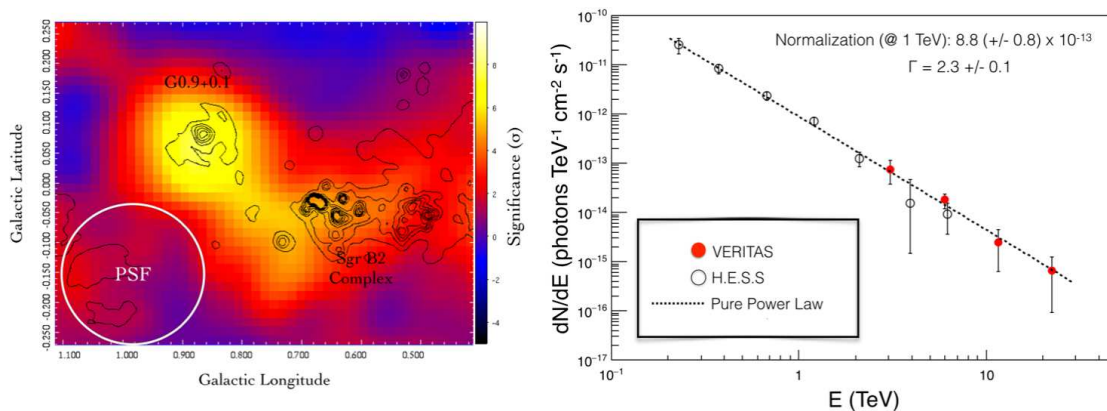 0.250
0.200
0.150
0.100
0.050
0.000
-0.050
-0.100
-0.150
-0.200
-0.250
Galactic Latitude
G0.9+0.1
Sgr B2
Complex
PSF
1.100
1.000
0.900
0.800
0.700
0.600
0.500
Galactic Longitude
8
6
4
2
0
-2
-4
Significance (σ)
10⁻¹⁰
10⁻¹¹
10⁻¹²
10⁻¹³
10⁻¹⁴
10⁻¹⁵
10⁻¹⁶
10⁻¹⁷
dN/dE (photons TeV⁻¹ cm⁻² s⁻¹)
Normalization (@ 1 TeV): 8.8 (+/- 0.8) x 10⁻¹³
Γ = 2.3 +/- 0.1
VERITAS
H.E.S.S
Pure Power Law
10⁻¹
1
10
E (TeV)